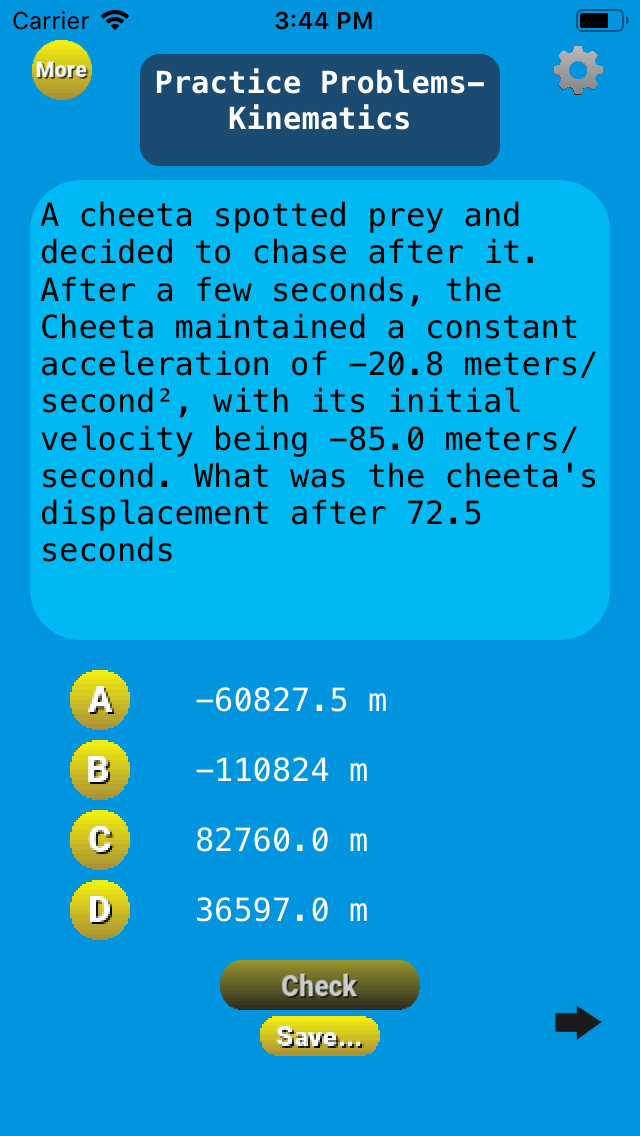 Carrier 3:44 PM
More
Practice Problems-
Kinematics
A cheeta spotted prey and
decided to chase after it.
After a few seconds, the
Cheeta maintained a constant
acceleration of -20.8 meters/
second², with its initial
velocity being -85.0 meters/
second. What was the cheeta's
displacement after 72.5
seconds
A -60827.5 m
B -110824 m
C 82760.0 m
D 36597.0 m
Check
Save...